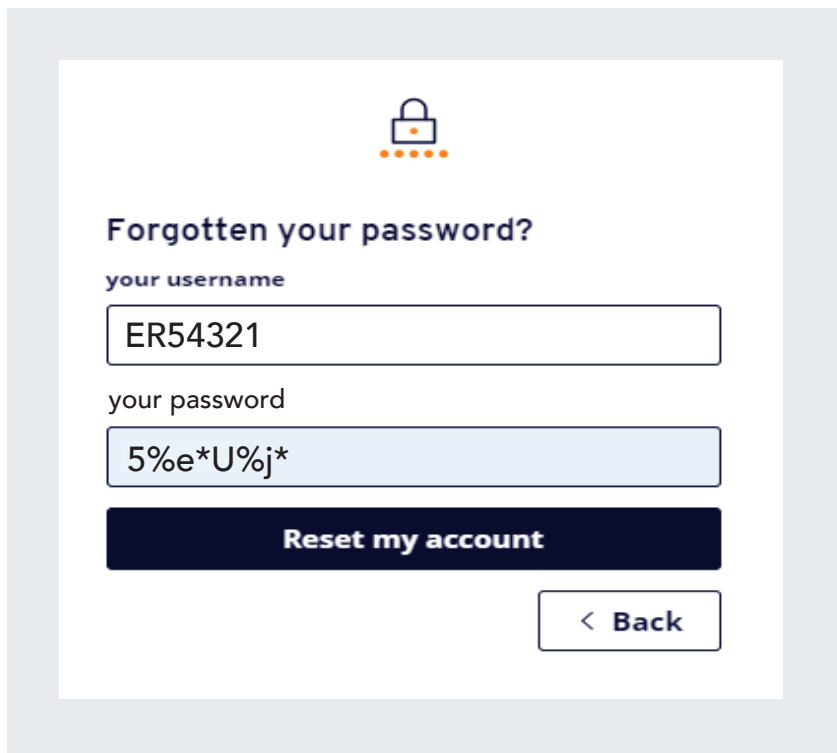 Forgotten your password?
your username
ER54321
your password
5%e*U%j*
Reset my account
< Back